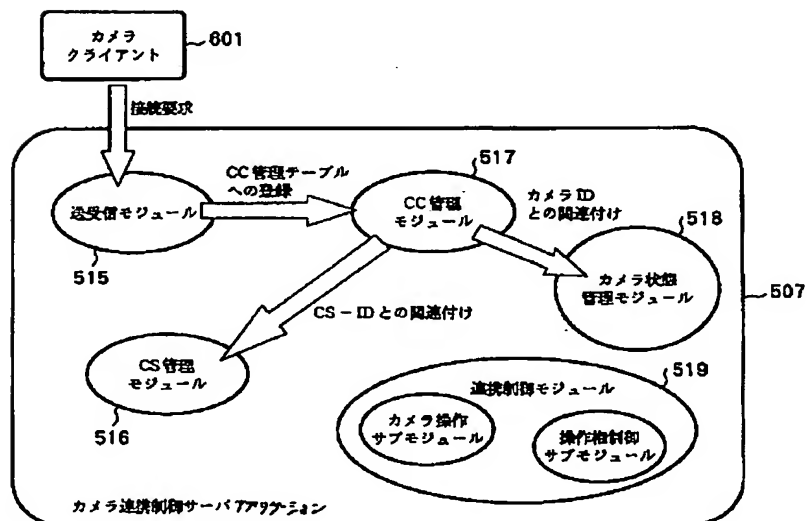 カメラ
クライアント
601
接続要求
517
CC管理テーブル
への登録
CC管理
モジュール
カメラID
との関連付け
518
送受信モジュール
515
カメラ状態
管理モジュール
507
CS-IDとの関連付け
CS管理
モジュール
516
519
連携制御モジュール
カメラ操作
サブモジュール
操作権制御
サブモジュール
カメラ連携制御サーバアプリケーション